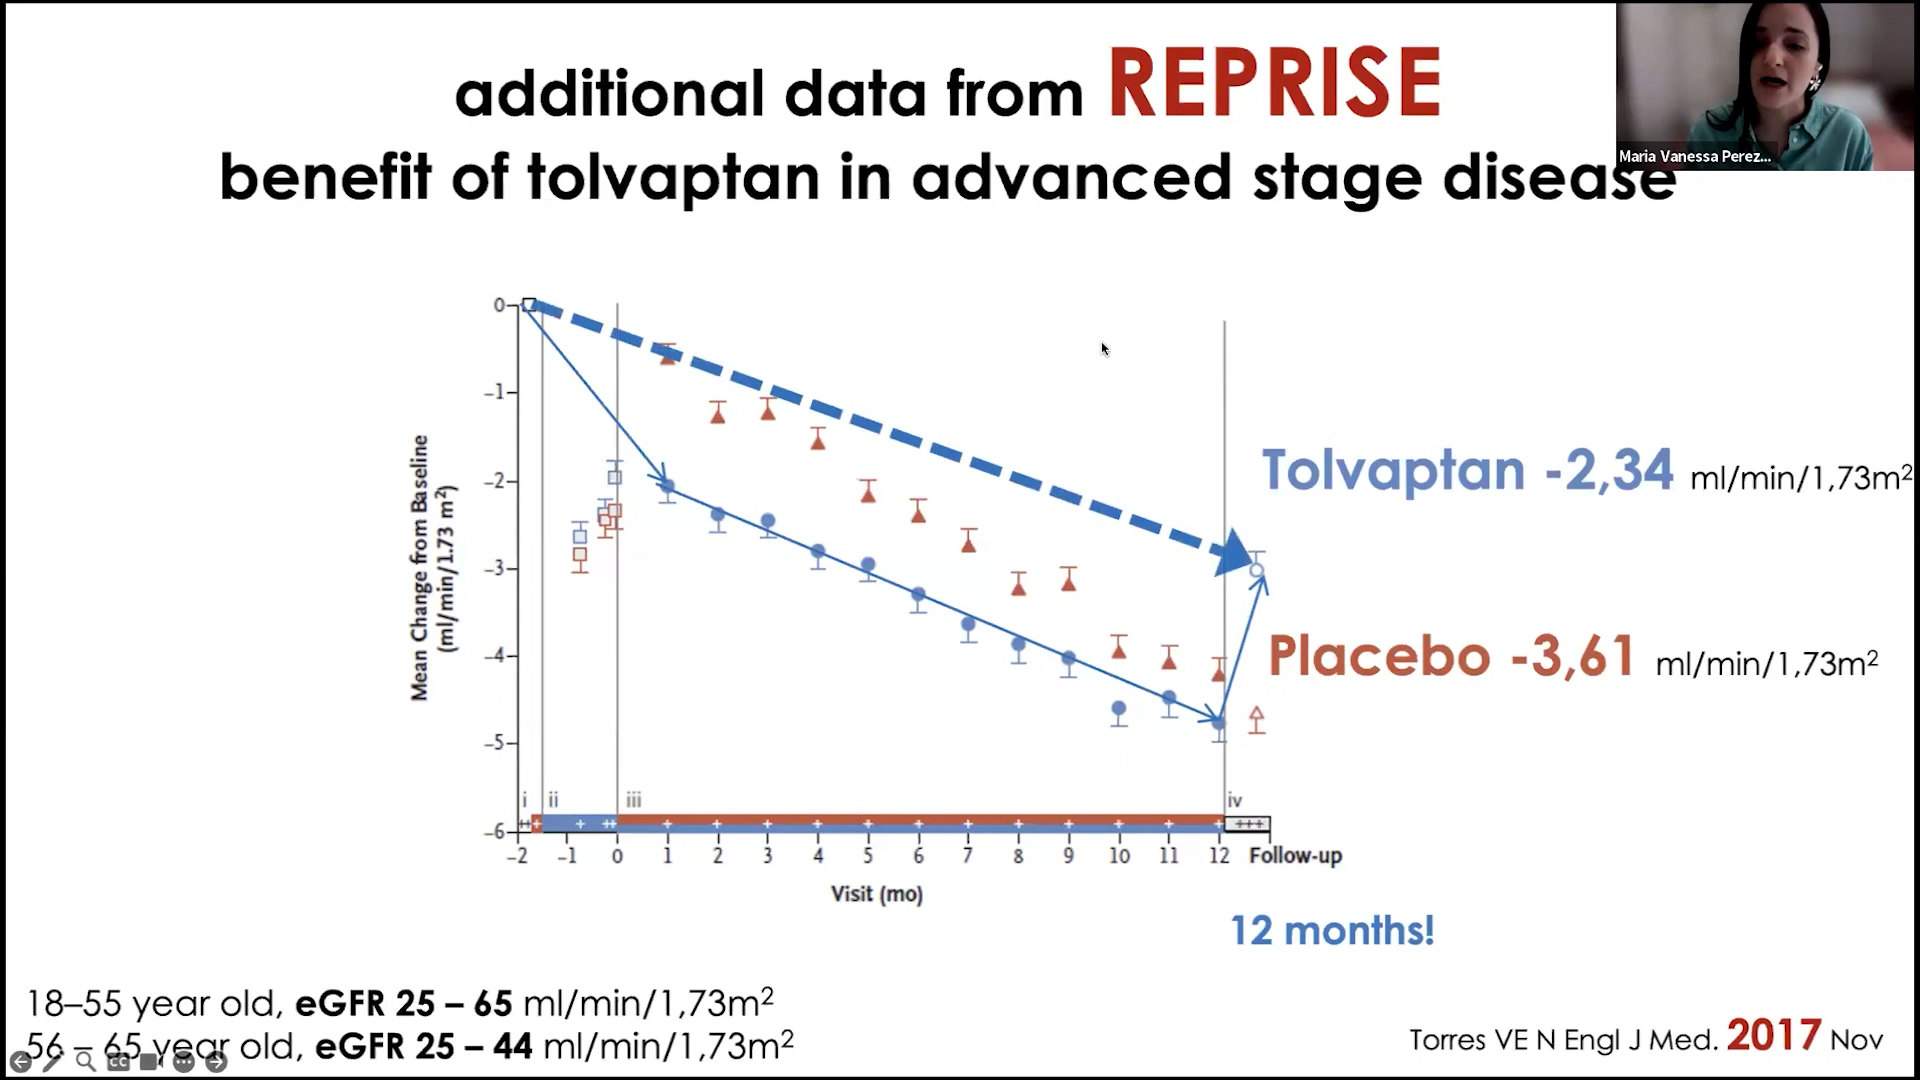 additional data from REPRISE
benefit of tolvaptan in advanced stage disease
Maria Vanessa Perez...
0
-1
-2
-3
-4
-5
-6
Mean Change from Baseline
(ml/min/1.73 m²)
i ii iii iv
-2 -1 0 1 2 3 4 5 6 7 8 9 10 11 12 Follow-up
Visit (mo)
Tolvaptan -2,34 ml/min/1,73m²
Placebo -3,61 ml/min/1,73m²
12 months!
18–55 year old, eGFR 25 – 65 ml/min/1,73m²
56 – 65 year old, eGFR 25 – 44 ml/min/1,73m²
CC
Torres VE N Engl J Med. 2017 Nov